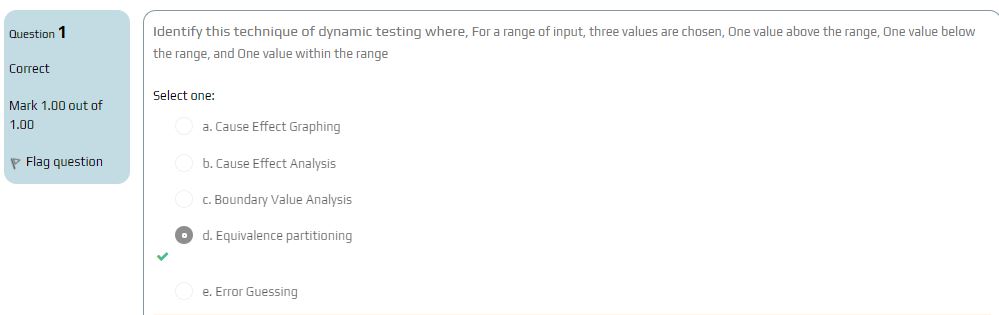 Question 1
Correct
Mark 1.00 out of
1.00
Flag question
Identify this technique of dynamic testing where, For a range of input, three values are chosen, One value above the range, One value below
the range, and One value within the range
Select one:
a. Cause Effect Graphing
b. Cause Effect Analysis
c. Boundary Value Analysis
d. Equivalence partitioning
e. Error Guessing